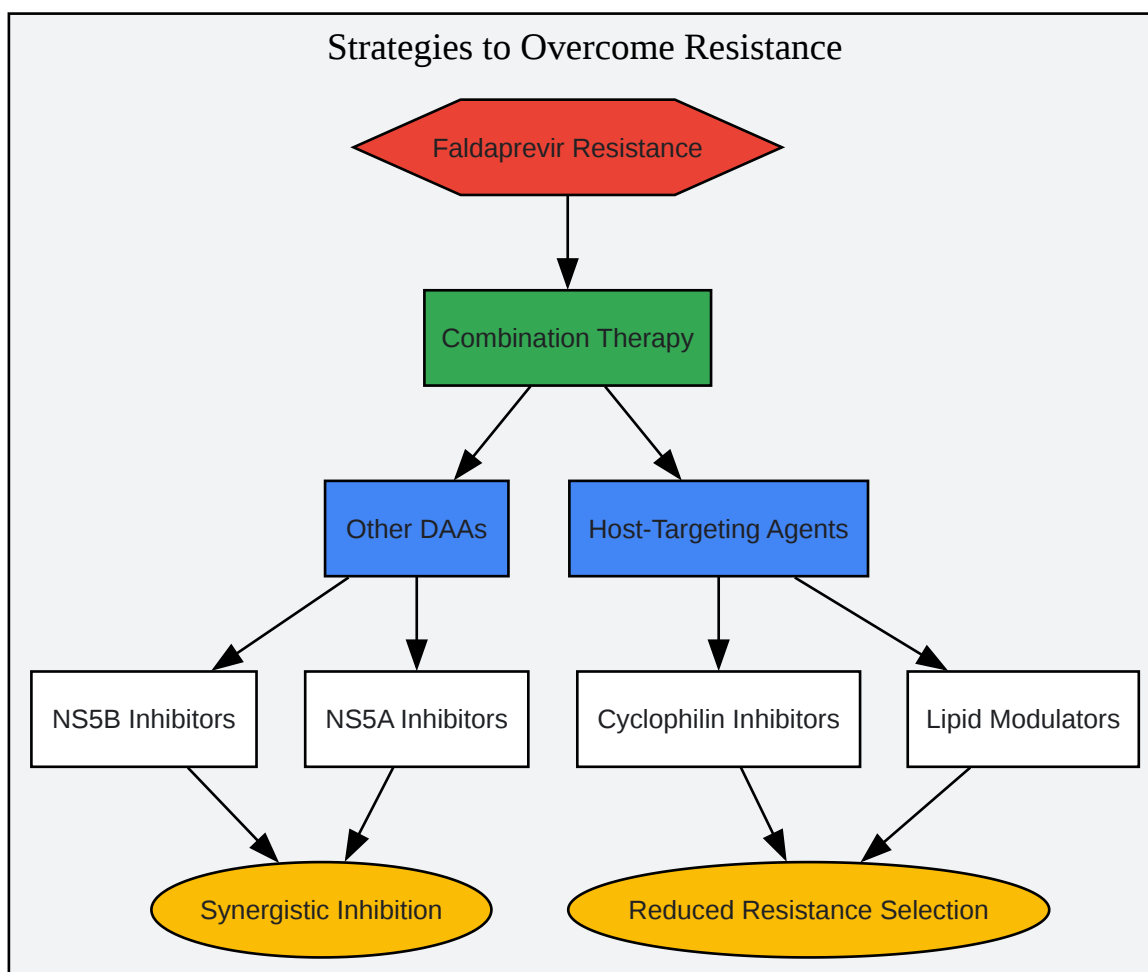 Strategies to Overcome Resistance
Faldaprevir Resistance
Combination Therapy
Other DAAs
Host-Targeting Agents
NS5B Inhibitors
NS5A Inhibitors
Cyclophilin Inhibitors
Lipid Modulators
Synergistic Inhibition
Reduced Resistance Selection